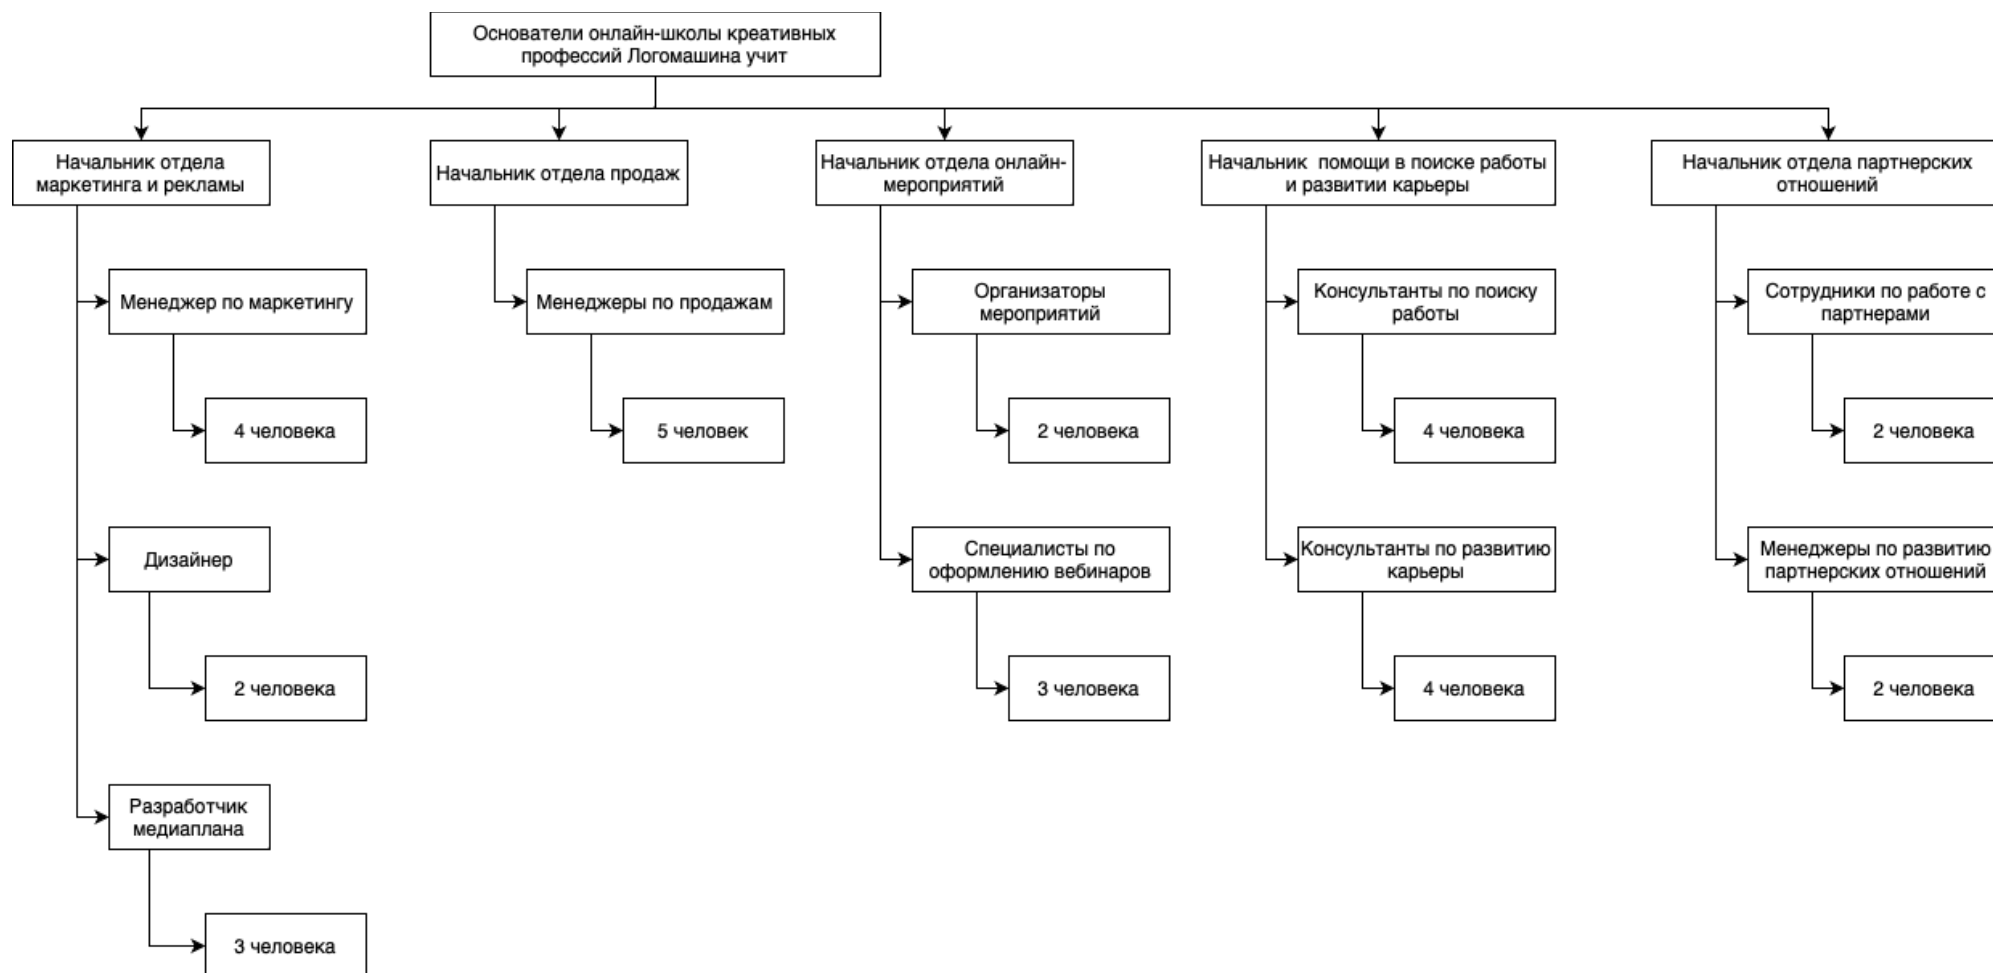 Основатели онлайн-школы креативных
профессий Логомашина учит
Начальник отдела
маркетинга и рекламы
Начальник отдела продаж
Начальник отдела онлайн-
мероприятий
Начальник помощи в поиске работы
и развитии карьеры
Начальник отдела партнерских
отношений
Менеджер по маркетингу
Менеджеры по продажам
Организаторы
мероприятий
Консультанты по поиску
работы
Сотрудники по работе с
партнерами
4 человека
5 человек
2 человека
4 человека
2 человека
Дизайнер
Специалисты по
оформлению вебинаров
Консультанты по развитию
карьеры
Менеджеры по развитию
партнерских отношений
2 человека
3 человека
4 человека
2 человека
Разработчик
медиаплана
3 человека